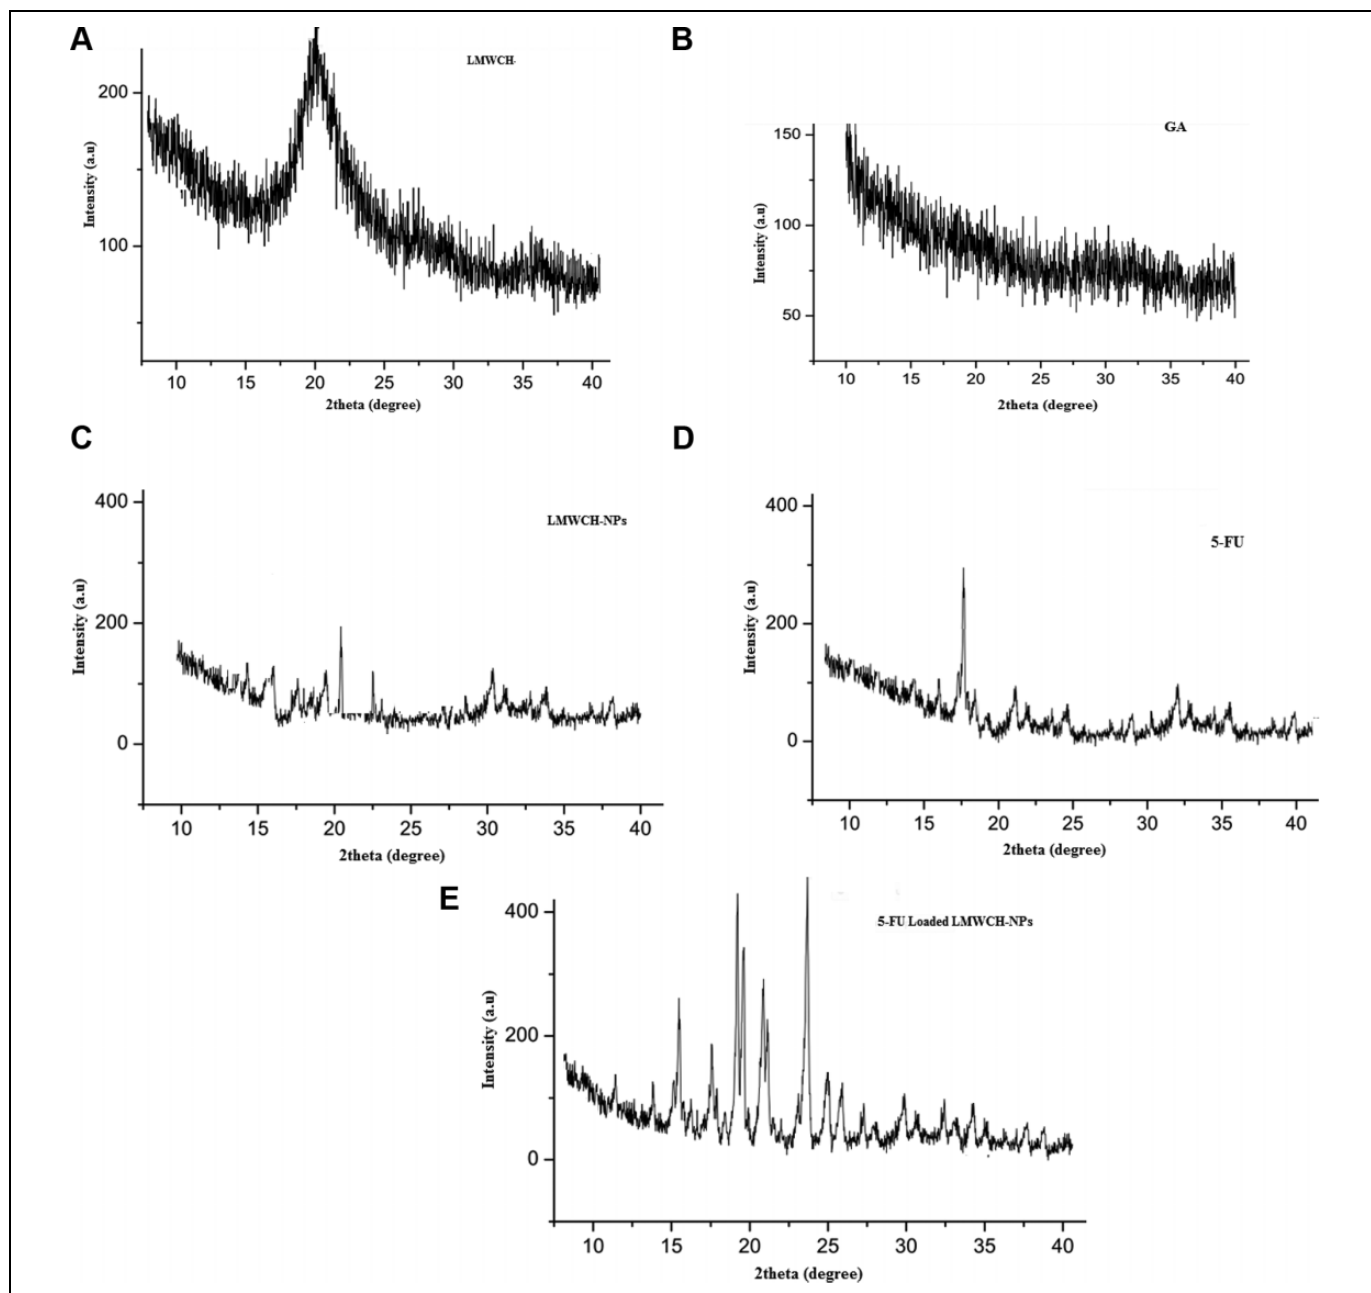 A
LMWCH-
200
100
Intensity (a.u)
10 15 20 25 30 35 40
2theta (degree)
B
GA
150
100
50
Intensity (a.u)
10 15 20 25 30 35 40
2theta (degree)
C
LMWCH-NPs
400
200
0
Intensity (a.u)
10 15 20 25 30 35 40
2theta (degree)
D
5-FU
400
200
0
Intensity (a.u)
10 15 20 25 30 35 40
2theta (degree)
E
5-FU Loaded LMWCH-NPs
400
200
0
Intensity (a.u)
10 15 20 25 30 35 40
2theta (degree)